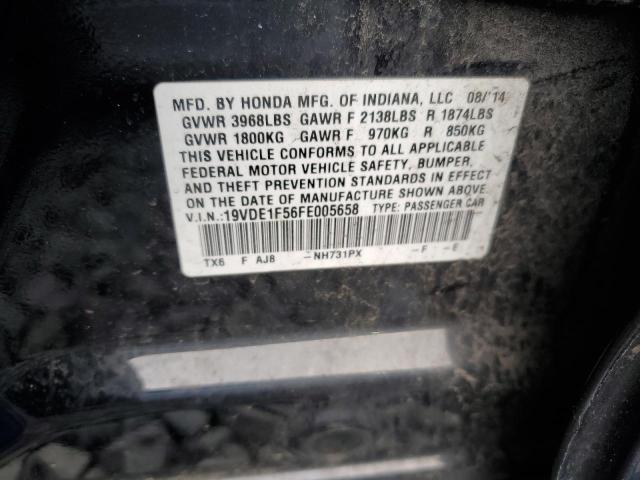 MFD. BY HONDA MFG. OF INDIANA, LLC 08/'14
GVWR 3968LBS GAWR F 2138LBS R 1874LBS
GVWR 1800KG GAWR F 970KG R 850KG
THIS VEHICLE CONFORMS TO ALL APPLICABLE
FEDERAL MOTOR VEHICLE SAFETY, BUMPER,
AND THEFT PREVENTION STANDARDS IN EFFECT
ON THE DATE OF MANUFACTURE SHOWN ABOVE.
V.I.N.:19VDE1F56FE005658 TYPE: PASSENGER CAR
TX6 F AJ8 -NH731PX -F -E